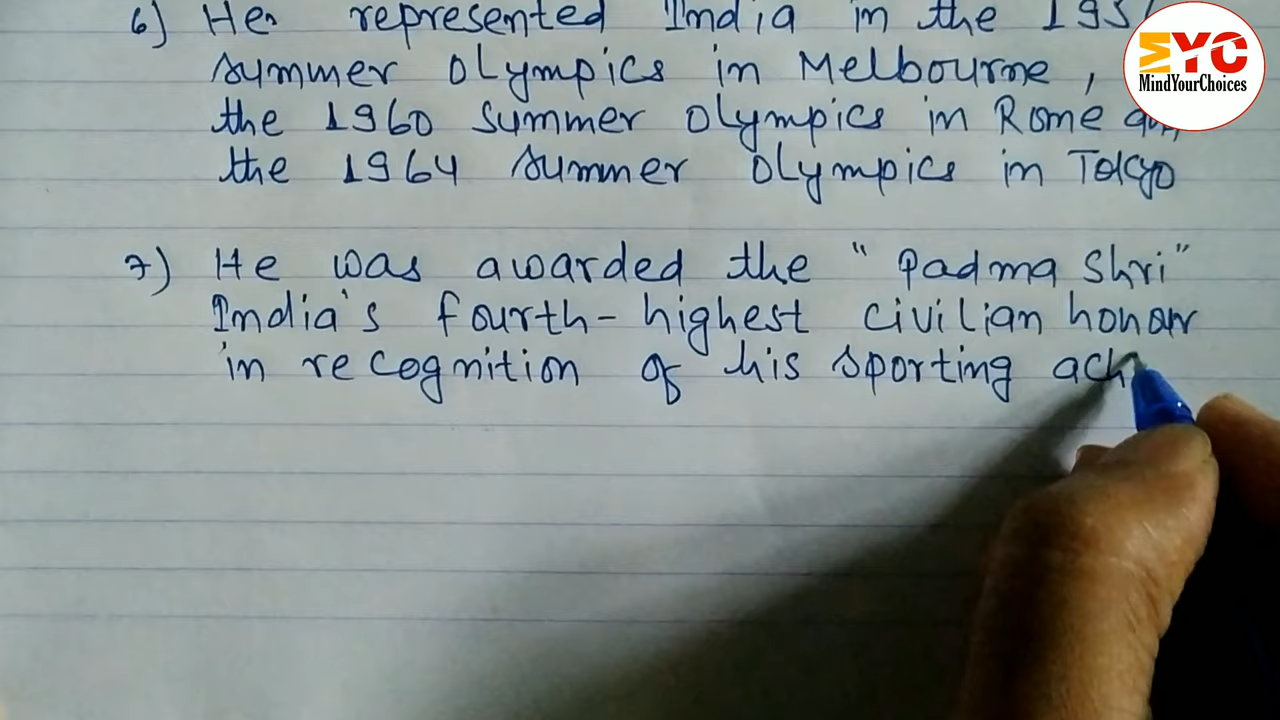 6) He represented India in the 195
summer Olympics in Melbourne,
the 1960 summer Olympics in Rome
the 1964 summer Olympics in Tokyo
7) He was awarded the "Padma Shri"
India's fourth-highest civilian honour
in recognition of his sporting ach
MYC
MindYourChoices